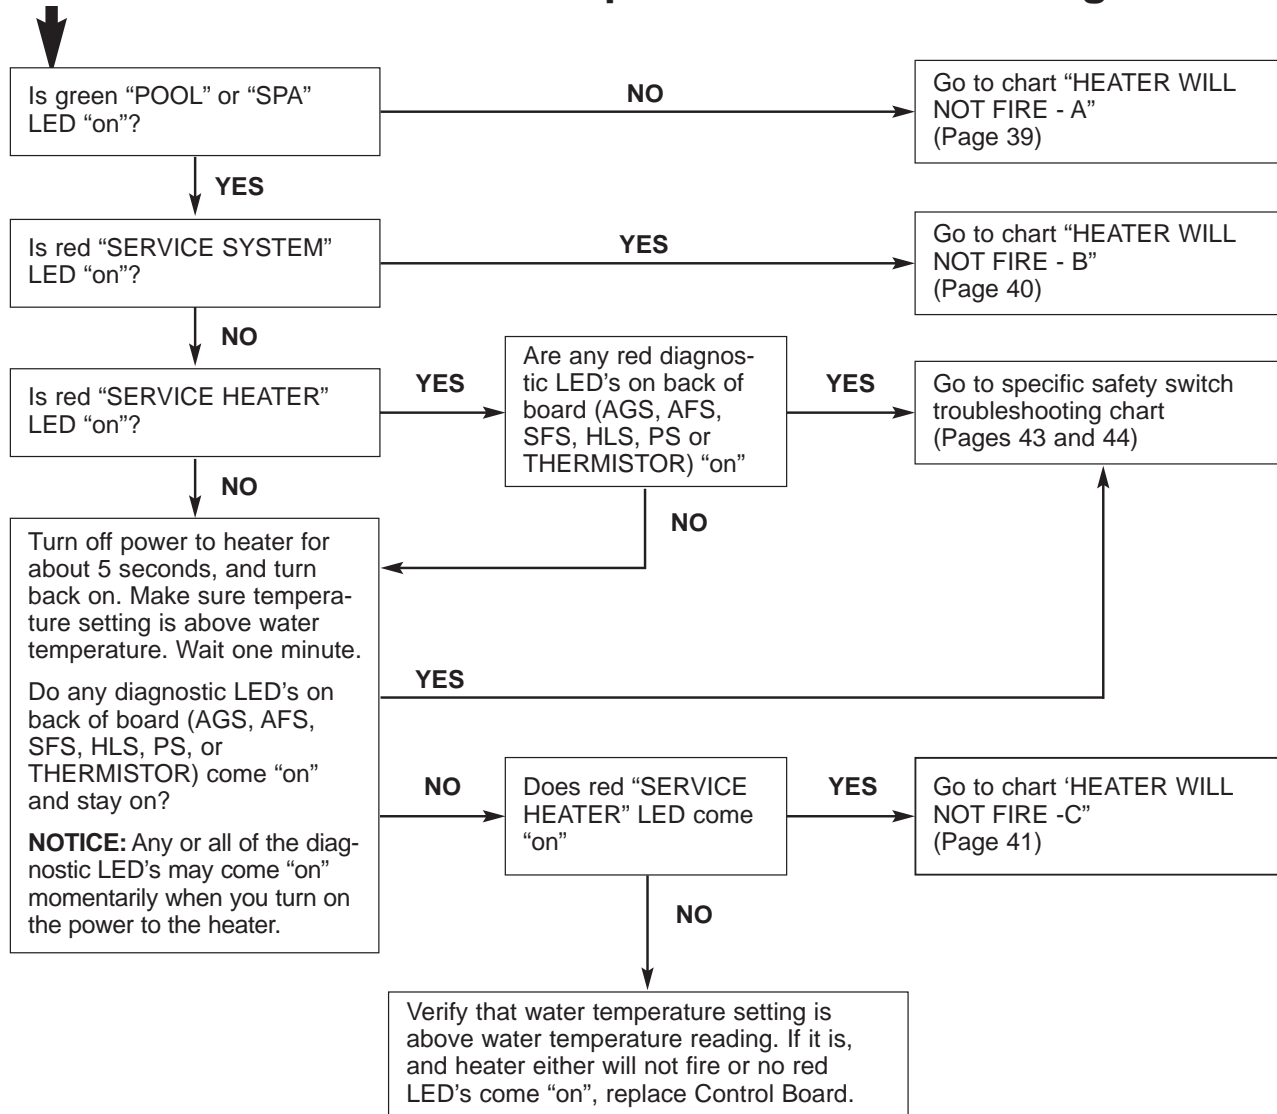 Is green “POOL” or “SPA”
LED “on”?
NO
Go to chart “HEATER WILL
NOT FIRE - A”
(Page 39)
YES
Is red “SERVICE SYSTEM”
LED “on”?
YES
Go to chart “HEATER WILL
NOT FIRE - B”
(Page 40)
NO
Is red “SERVICE HEATER”
LED “on”?
YES
Are any red diagnos-
tic LED’s on back of
board (AGS, AFS,
SFS, HLS, PS or
THERMISTOR) “on”
YES
Go to specific safety switch
troubleshooting chart
(Pages 43 and 44)
NO
NO
Turn off power to heater for
about 5 seconds, and turn
back on. Make sure tempera-
ture setting is above water
temperature. Wait one minute.
Do any diagnostic LED’s on
back of board (AGS, AFS,
SFS, HLS, PS, or
THERMISTOR) come “on”
and stay on?
NOTICE: Any or all of the diag-
nostic LED’s may come “on”
momentarily when you turn on
the power to the heater.
YES
NO
Does red “SERVICE
HEATER” LED come
“on”
YES
Go to chart ‘HEATER WILL
NOT FIRE -C”
(Page 41)
NO
Verify that water temperature setting is
above water temperature reading. If it is,
and heater either will not fire or no red
LED’s come “on”, replace Control Board.